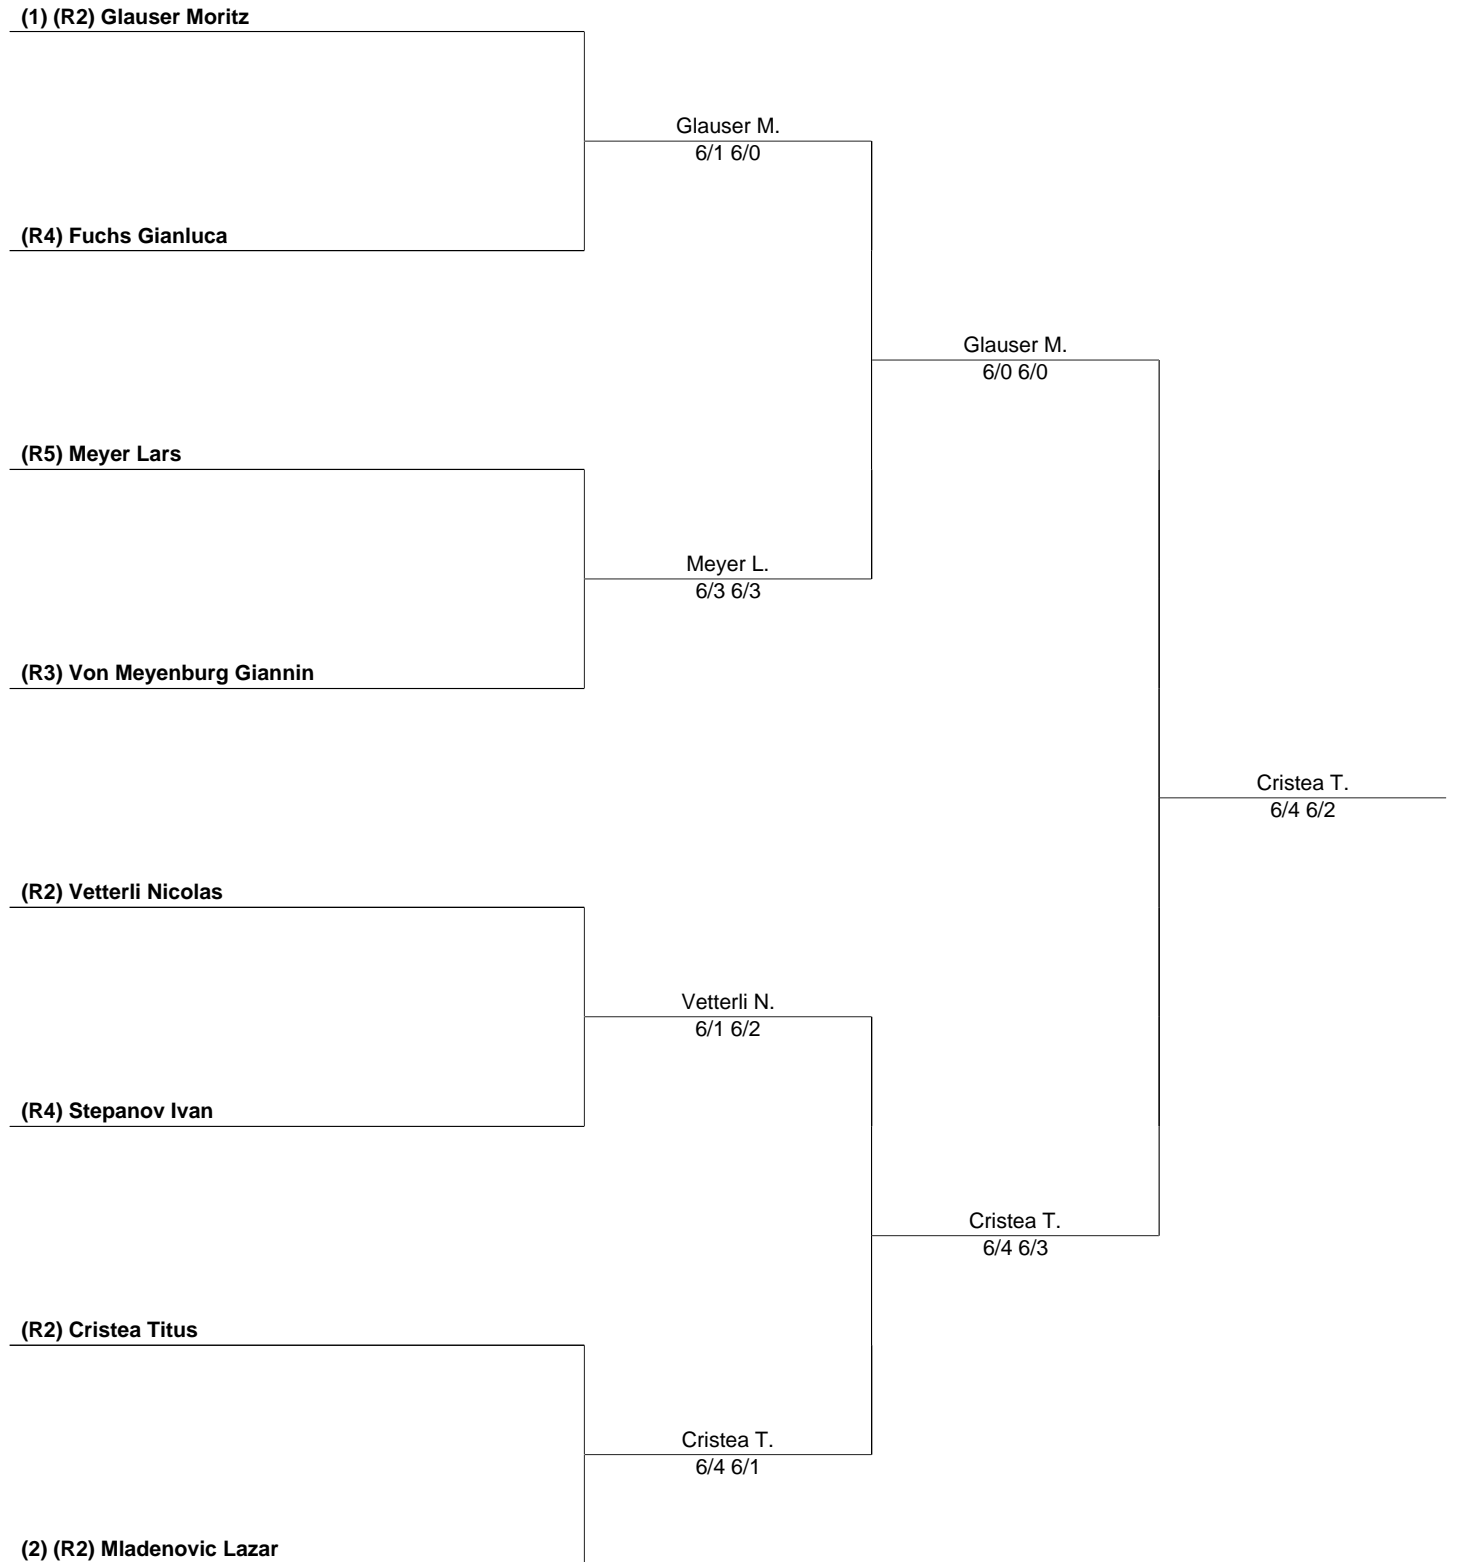 (1) (R2) Glauser Moritz
Glauser M.
6/1 6/0
(R4) Fuchs Gianluca
Glauser M.
6/0 6/0
(R5) Meyer Lars
Meyer L.
6/3 6/3
(R3) Von Meyenburg Giannin
Cristea T.
6/4 6/2
(R2) Vetterli Nicolas
Vetterli N.
6/1 6/2
(R4) Stepanov Ivan
Cristea T.
6/4 6/3
(R2) Cristea Titus
Cristea T.
6/4 6/1
(2) (R2) Mladenovic Lazar